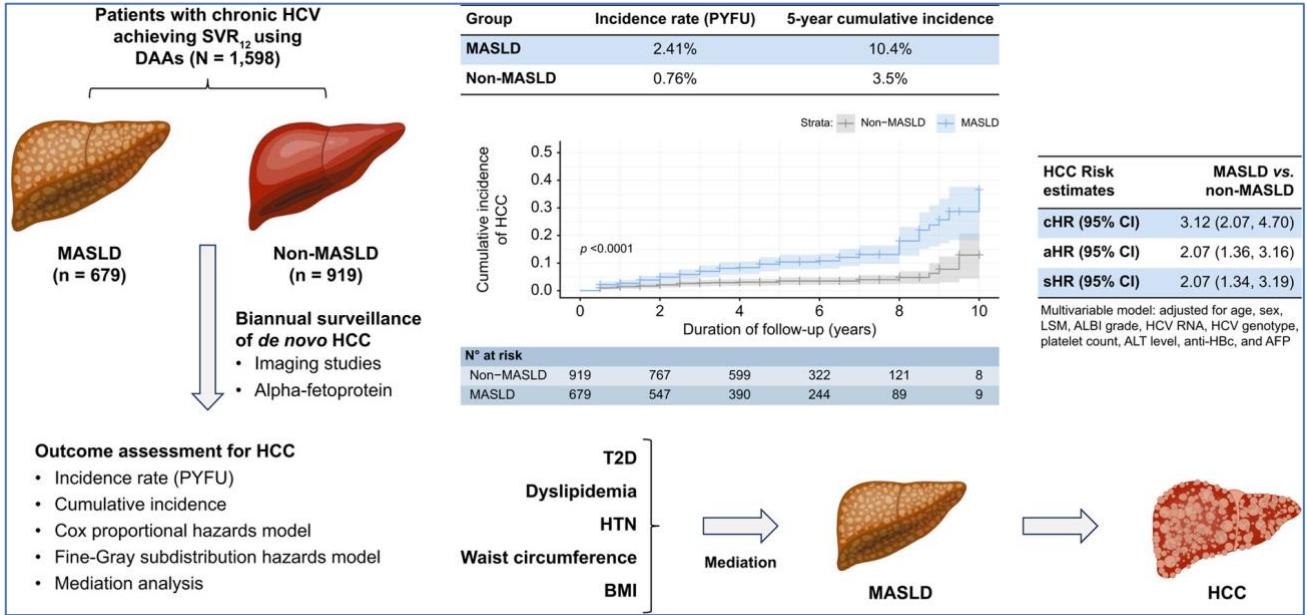 Patients with chronic HCV
achieving SVR12 using
DAAs (N = 1,598)
MASLD
(n = 679)
Non-MASLD
(n = 919)
Biannual surveillance
of de novo HCC
• Imaging studies
• Alpha-fetoprotein
Outcome assessment for HCC
• Incidence rate (PYFU)
• Cumulative incidence
• Cox proportional hazards model
• Fine-Gray subdistribution hazards model
• Mediation analysis
Group Incidence rate (PYFU) 5-year cumulative incidence
MASLD 2.41% 10.4%
Non-MASLD 0.76% 3.5%
Strata: Non−MASLD MASLD
Cumulative incidence
of HCC
0.5
0.4
0.3
0.2
0.1
0.0
p <0.0001
0 2 4 6 8 10
Duration of follow-up (years)
N° at risk
Non−MASLD 919 767 599 322 121 8
MASLD 679 547 390 244 89 9
HCC Risk
estimates
MASLD vs.
non-MASLD
cHR (95% CI) 3.12 (2.07, 4.70)
aHR (95% CI) 2.07 (1.36, 3.16)
sHR (95% CI) 2.07 (1.34, 3.19)
Multivariable model: adjusted for age, sex,
LSM, ALBI grade, HCV RNA, HCV genotype,
platelet count, ALT level, anti-HBc, and AFP
T2D
Dyslipidemia
HTN
Waist circumference
BMI
Mediation
MASLD
HCC